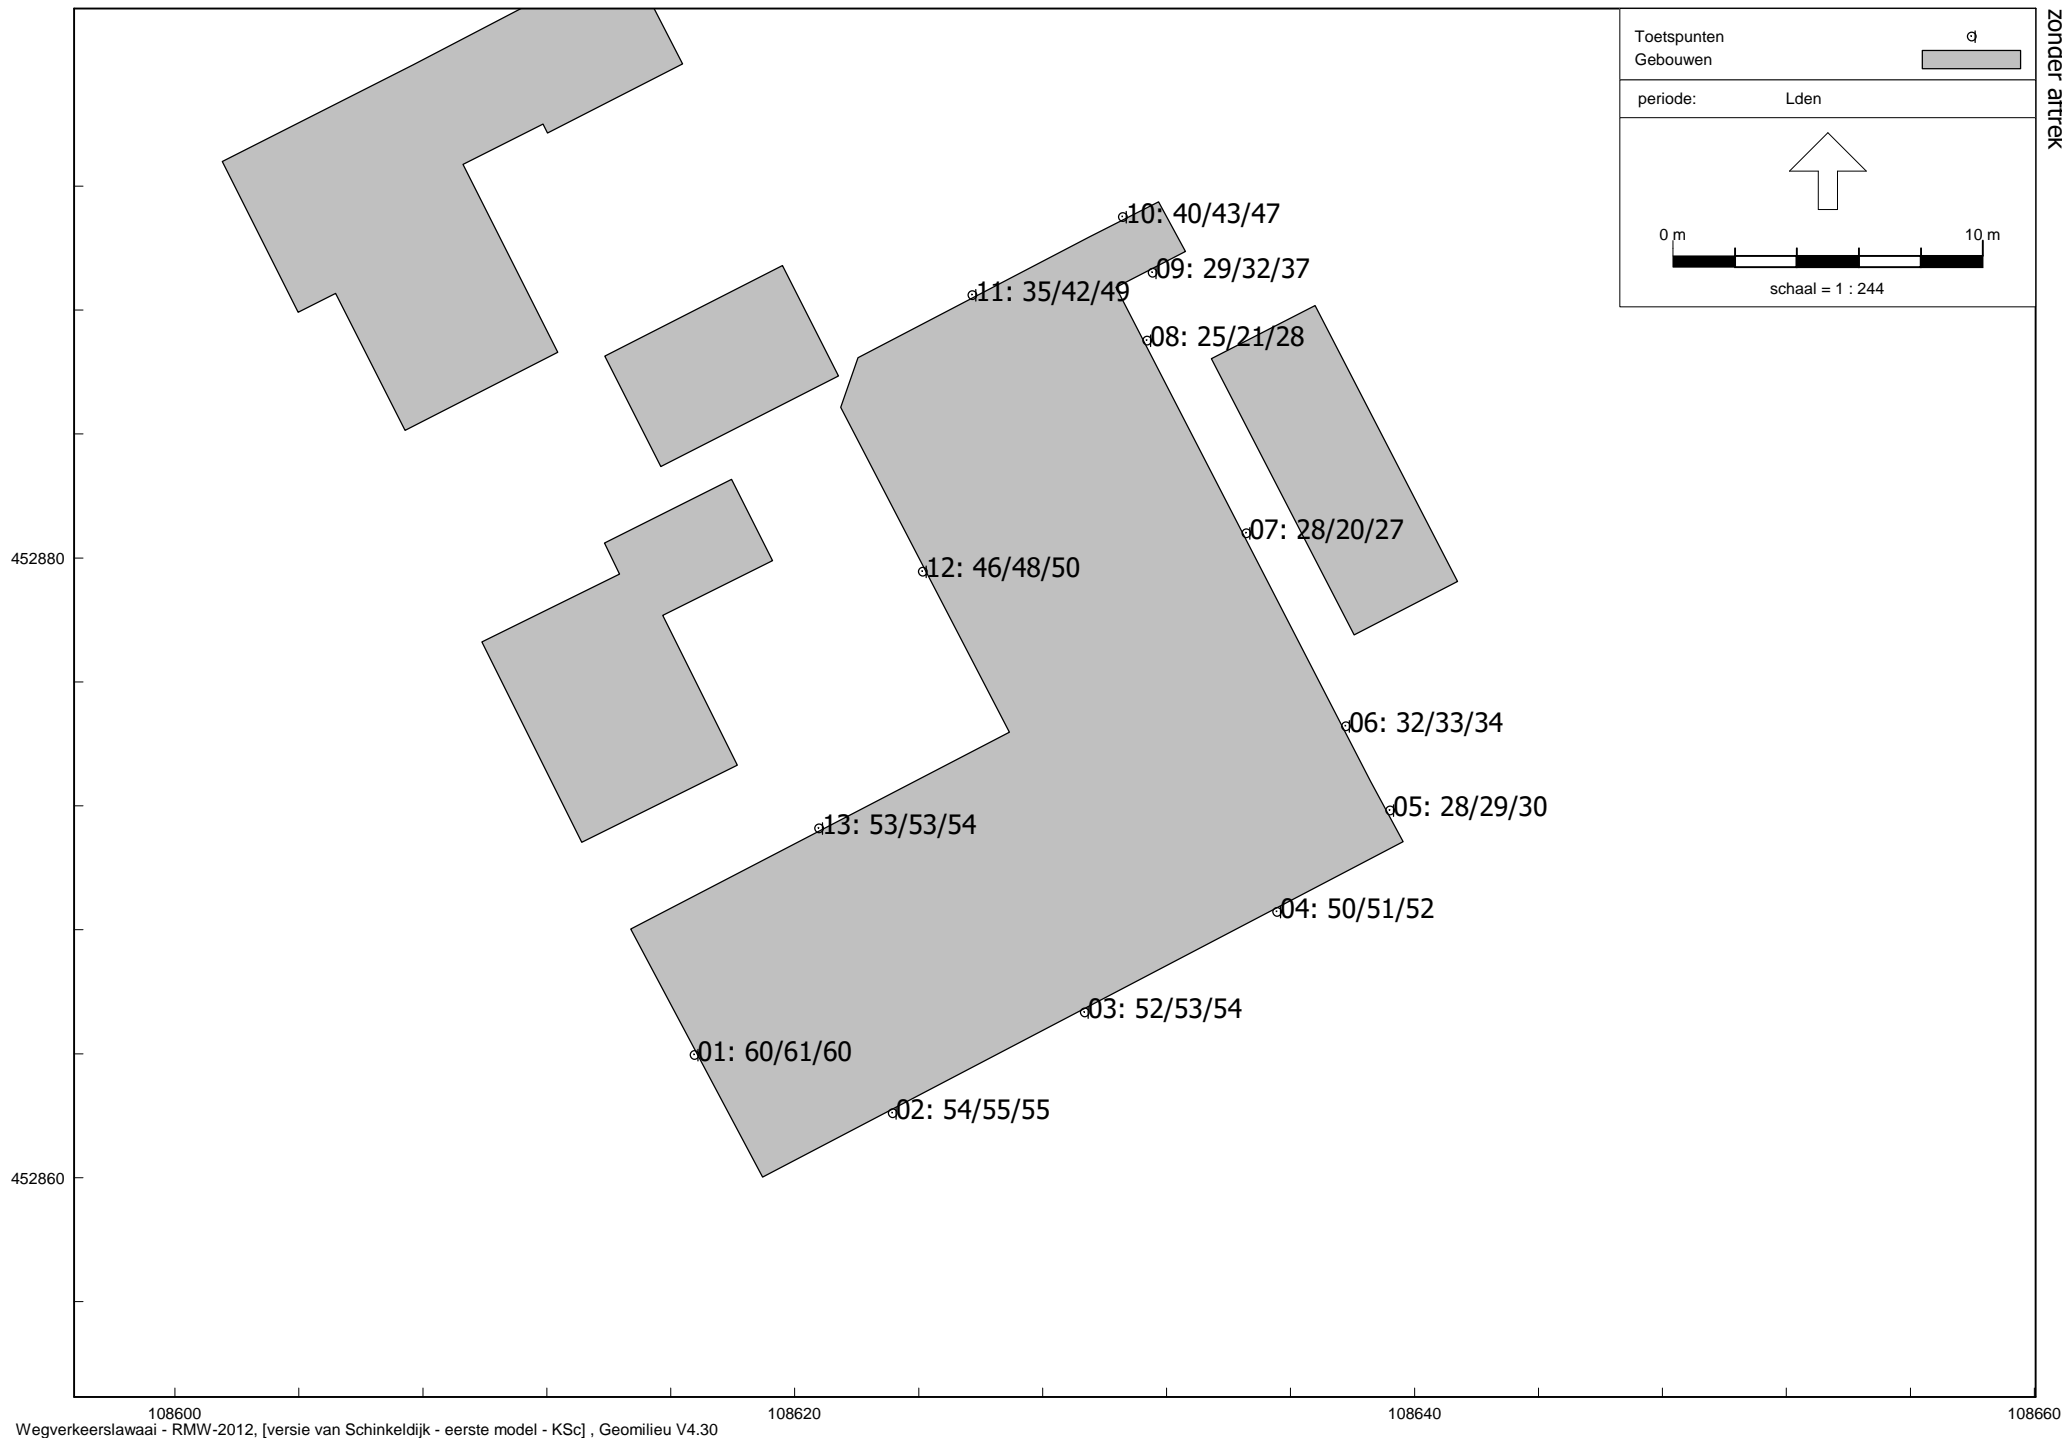 Toetspunten
Gebouwen
periode: Lden
0 m 10 m
schaal = 1 : 244
zonder aftrek
10: 40/43/47
09: 29/32/37
11: 35/42/49
08: 25/21/28
07: 28/20/27
452880
12: 46/48/50
06: 32/33/34
05: 28/29/30
13: 53/53/54
04: 50/51/52
03: 52/53/54
01: 60/61/60
02: 54/55/55
452860
108600 108620 108640 108660
Wegverkeerslawaai - RMW-2012, [versie van Schinkeldijk - eerste model - KSc] , Geomilieu V4.30